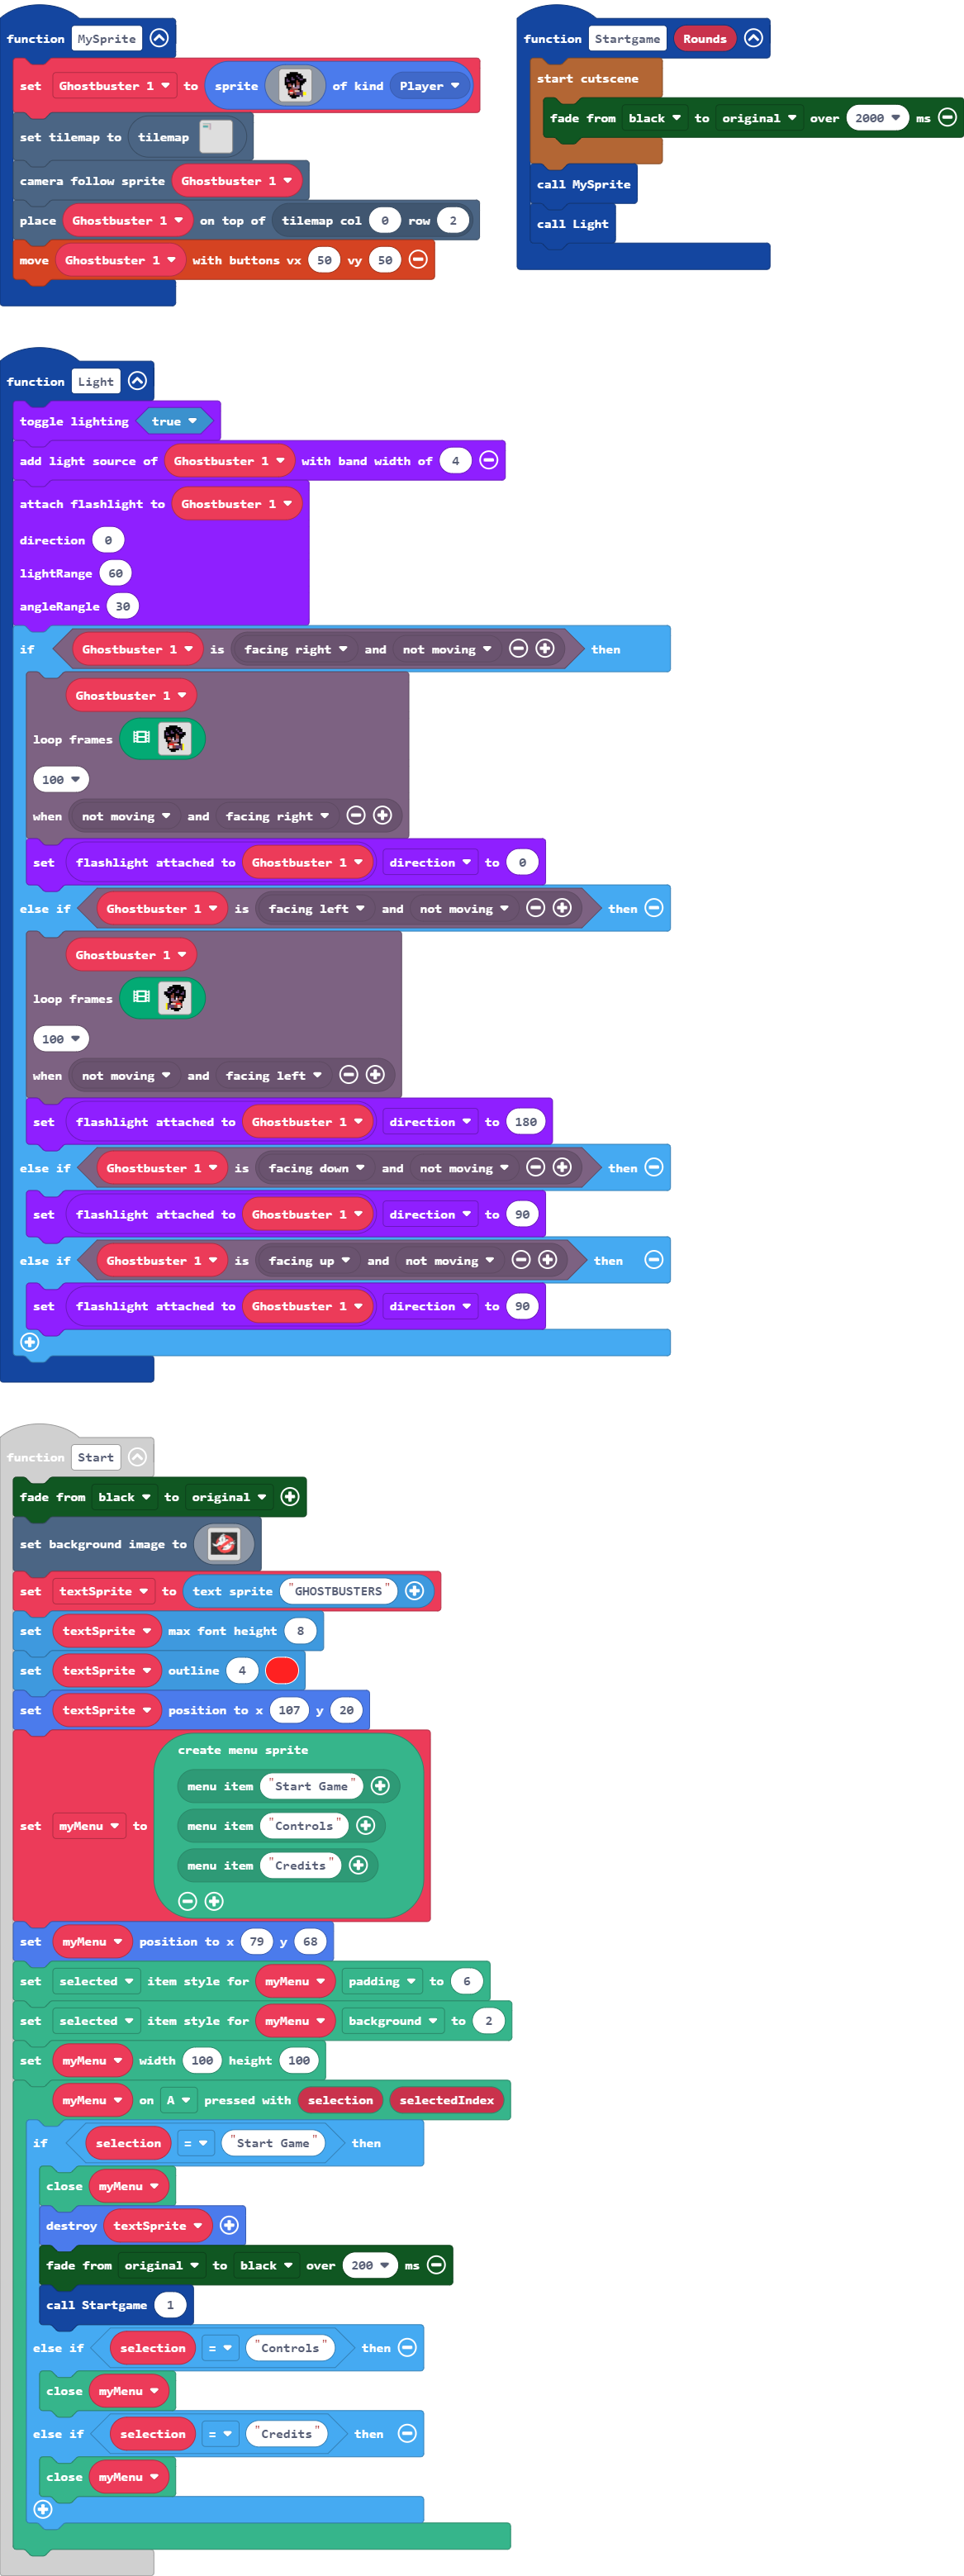 function MySprite
set Ghostbuster 1 to sprite of kind Player
set tilemap to tilemap
camera follow sprite Ghostbuster 1
place Ghostbuster 1 on top of tilemap col 0 row 2
move Ghostbuster 1 with buttons vx 50 vy 50
function Startgame Rounds
start cutscene
fade from black to original over 2000 ms
call MySprite
call Light
function Light
toggle lighting true
add light source of Ghostbuster 1 with band width of 4
attach flashlight to Ghostbuster 1
direction 0
lightRange 60
angleRangle 30
if Ghostbuster 1 is facing right and not moving then
Ghostbuster 1
loop frames
100
when not moving and facing right
set flashlight attached to Ghostbuster 1 direction to 0
else if Ghostbuster 1 is facing left and not moving then
Ghostbuster 1
loop frames
100
when not moving and facing left
set flashlight attached to Ghostbuster 1 direction to 180
else if Ghostbuster 1 is facing down and not moving then
set flashlight attached to Ghostbuster 1 direction to 90
else if Ghostbuster 1 is facing up and not moving then
set flashlight attached to Ghostbuster 1 direction to 90
function Start
fade from black to original
set background image to
set textSprite to text sprite "GHOSTBUSTERS"
set textSprite max font height 8
set textSprite outline 4
set textSprite position to x 107 y 20
set myMenu to create menu sprite
menu item "Start Game"
menu item "Controls"
menu item "Credits"
set myMenu position to x 79 y 68
set selected item style for myMenu padding to 6
set selected item style for myMenu background to 2
set myMenu width 100 height 100
myMenu on A pressed with selection selectedIndex
if selection = "Start Game" then
close myMenu
destroy textSprite
fade from original to black over 200 ms
call Startgame 1
else if selection = "Controls" then
close myMenu
else if selection = "Credits" then
close myMenu